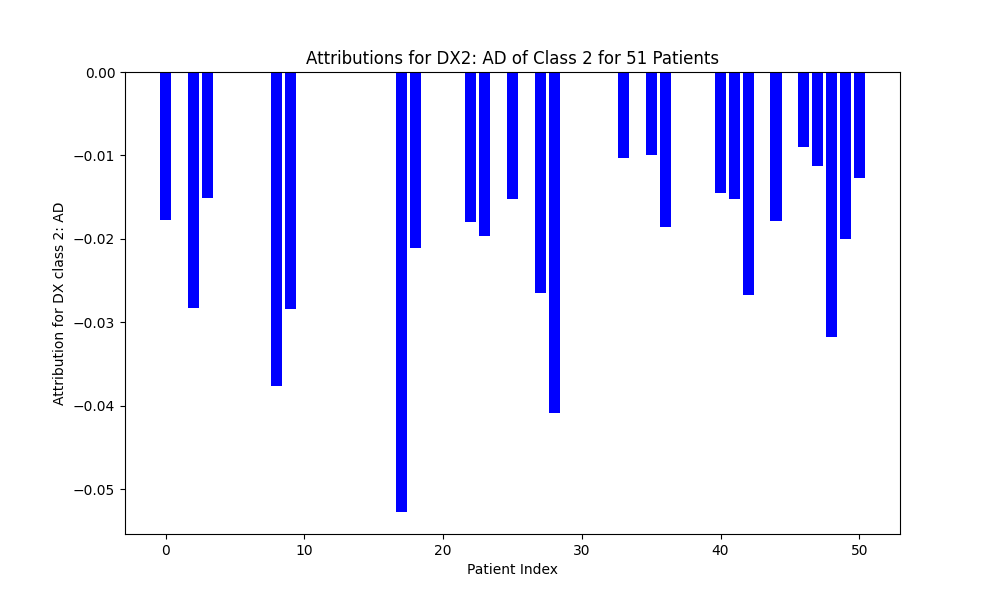 Attributions for DX2: AD of Class 2 for 51 Patients
Attribution for DX class 2: AD
0.00
−0.01
−0.02
−0.03
−0.04
−0.05
0 10 20 30 40 50
Patient Index